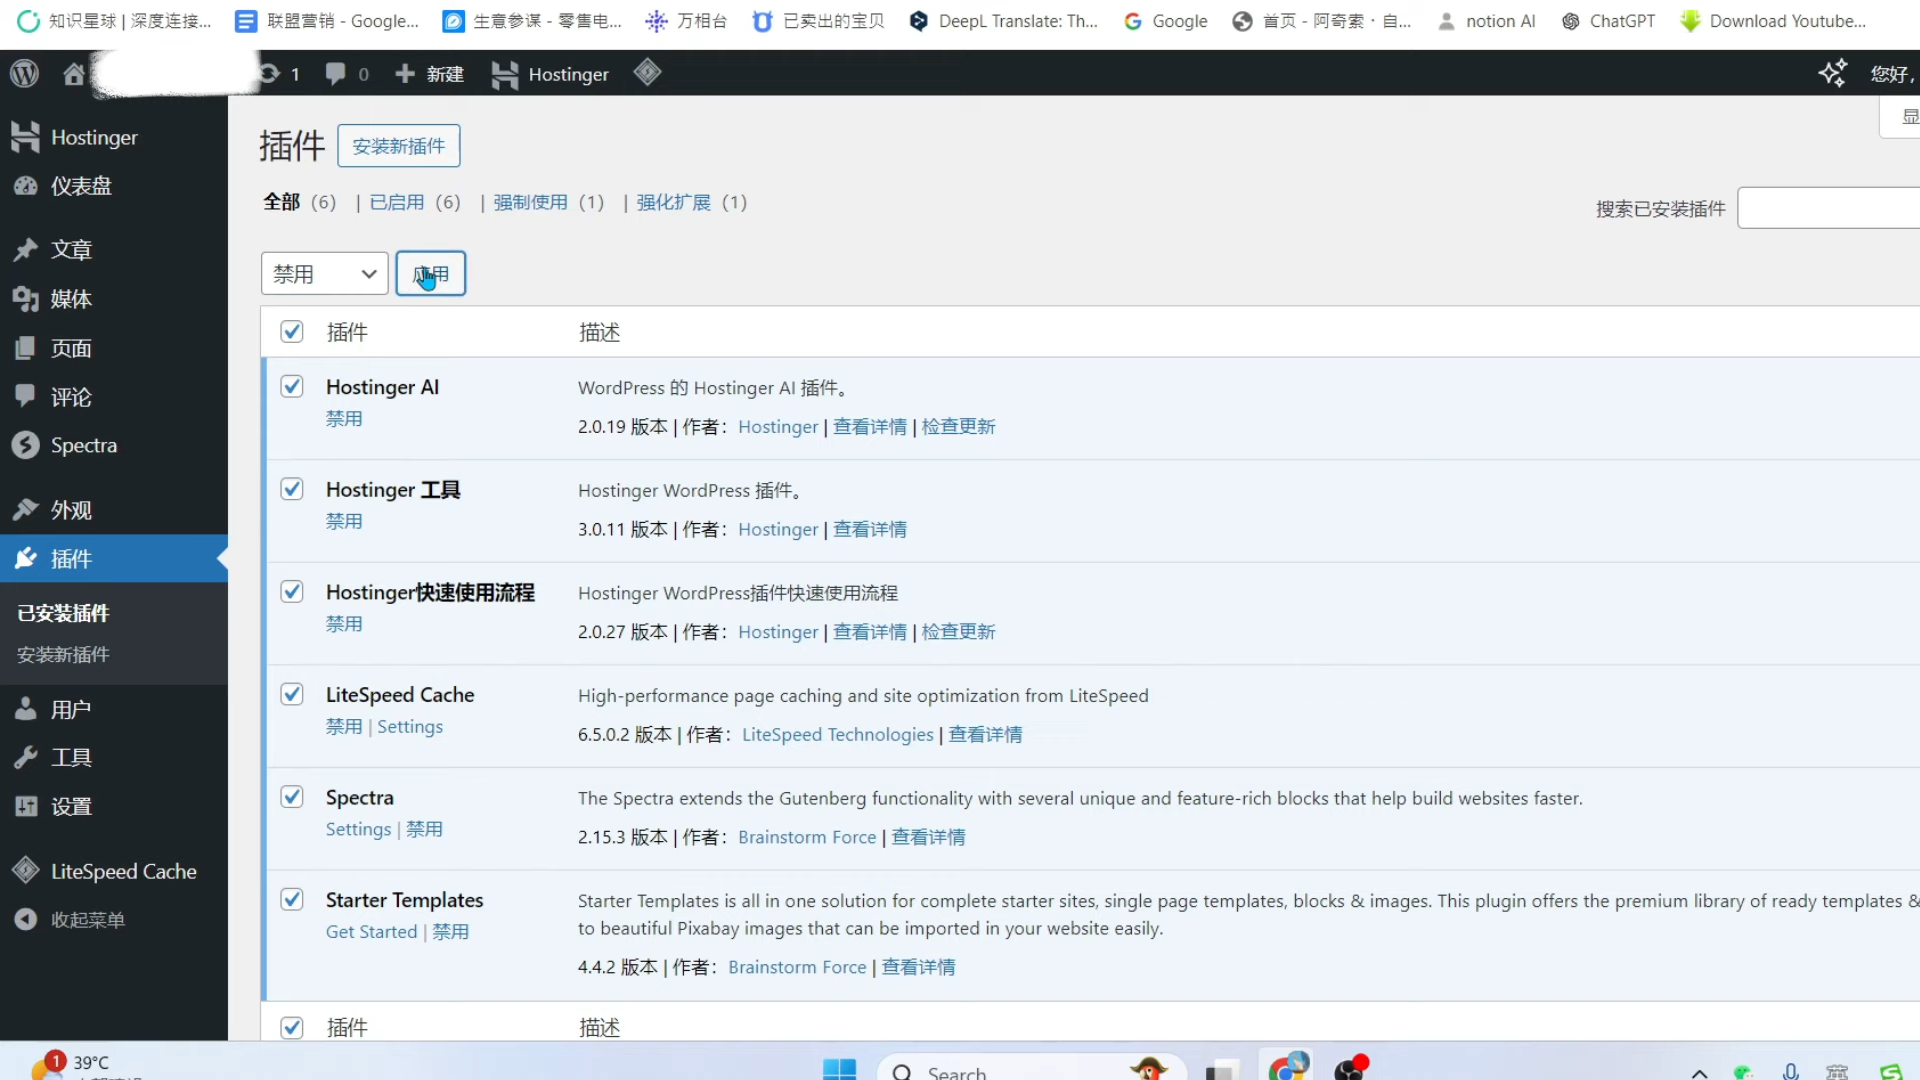 知识星球 | 深度连接... 联盟营销 - Google... 生意参谋 - 零售电... 万相台 已卖出的宝贝 DeepL Translate: Th... Google 首页 - 阿奇索 · 自... notion AI ChatGPT Download Youtube...
1 0 新建 Hostinger 您好,
Hostinger
仪表盘
文章
媒体
页面
评论
Spectra
外观
插件
已安装插件
安装新插件
用户
工具
设置
LiteSpeed Cache
收起菜单
显
插件 安装新插件
全部 (6) | 已启用 (6) | 强制使用 (1) | 强化扩展 (1)
搜索已安装插件
禁用
插件 描述
Hostinger AI WordPress 的 Hostinger AI 插件。
禁用 2.0.19 版本 | 作者：Hostinger | 查看详情 | 检查更新
Hostinger 工具 Hostinger WordPress 插件。
禁用 3.0.11 版本 | 作者：Hostinger | 查看详情
Hostinger快速使用流程 Hostinger WordPress插件快速使用流程
禁用 2.0.27 版本 | 作者：Hostinger | 查看详情 | 检查更新
LiteSpeed Cache High-performance page caching and site optimization from LiteSpeed
禁用 | Settings 6.5.0.2 版本 | 作者：LiteSpeed Technologies | 查看详情
Spectra The Spectra extends the Gutenberg functionality with several unique and feature-rich blocks that help build websites faster.
Settings | 禁用 2.15.3 版本 | 作者：Brainstorm Force | 查看详情
Starter Templates Starter Templates is all in one solution for complete starter sites, single page templates, blocks & images. This plugin offers the premium library of ready templates &
Get Started | 禁用 to beautiful Pixabay images that can be imported in your website easily.
4.4.2 版本 | 作者：Brainstorm Force | 查看详情
插件 描述
1 39°C Search 英